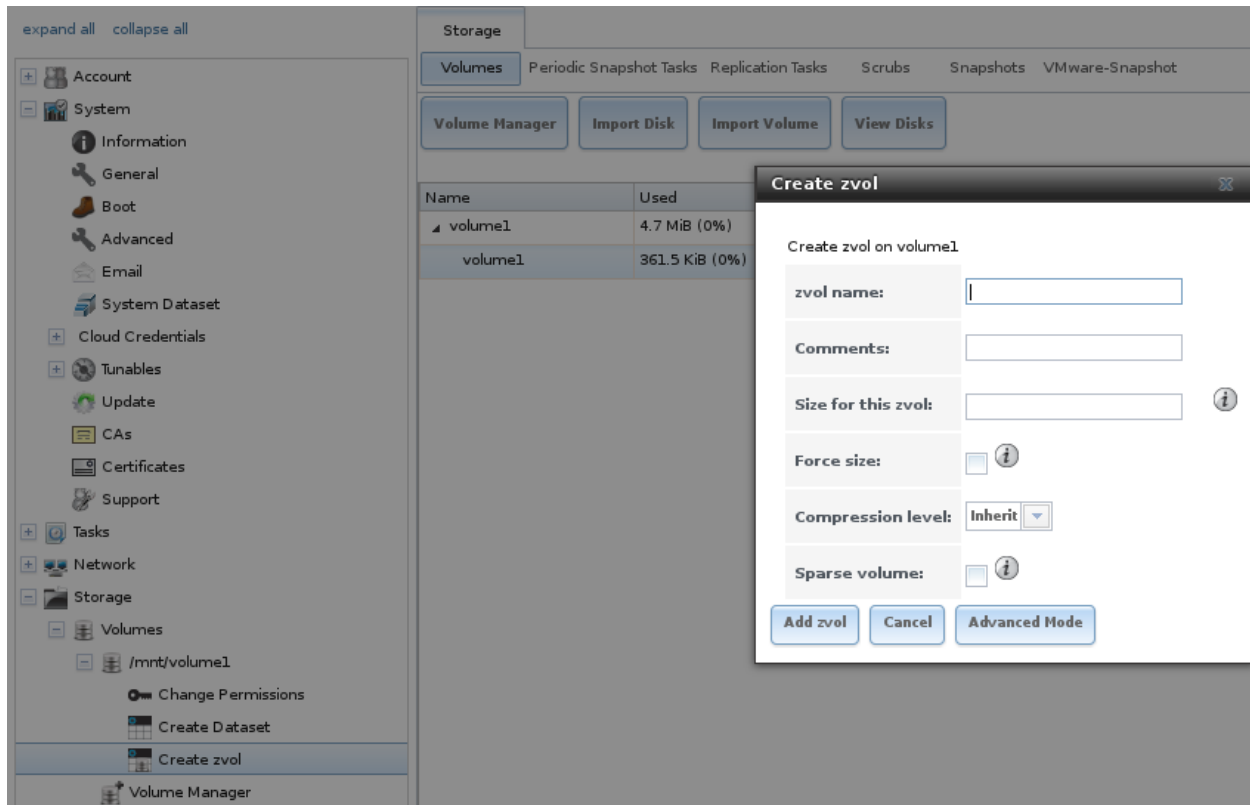 expand all collapse all
Account
System
Information
General
Boot
Advanced
Email
System Dataset
Cloud Credentials
Tunables
Update
CAs
Certificates
Support
Tasks
Network
Storage
Volumes
/mnt/volume1
Change Permissions
Create Dataset
Create zvol
Volume Manager
Storage
Volumes Periodic Snapshot Tasks Replication Tasks Scrubs Snapshots VMware-Snapshot
Volume Manager Import Disk Import Volume View Disks
Name Used
volume1 4.7 MiB (0%)
volume1 361.5 KiB (0%)
Create zvol
Create zvol on volume1
zvol name:
Comments:
Size for this zvol:
Force size:
Compression level: Inherit
Sparse volume:
Add zvol Cancel Advanced Mode